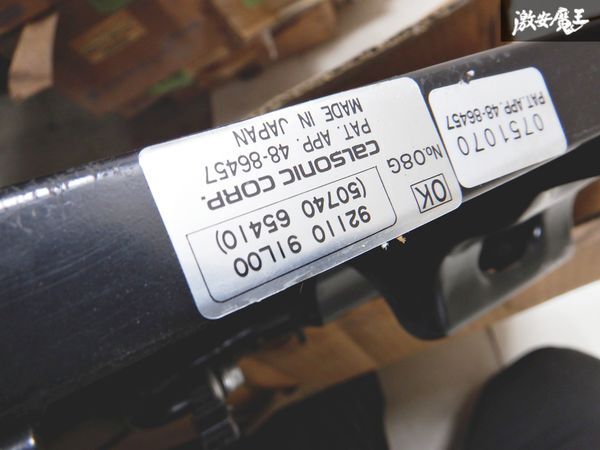 激安魔王
92110 91L00
(50740 65410)
OK
No.08G
calsonic CORP.
PAT. APP. 48-86457
MADE IN JAPAN
0751070
PAT. APP. 48-86457